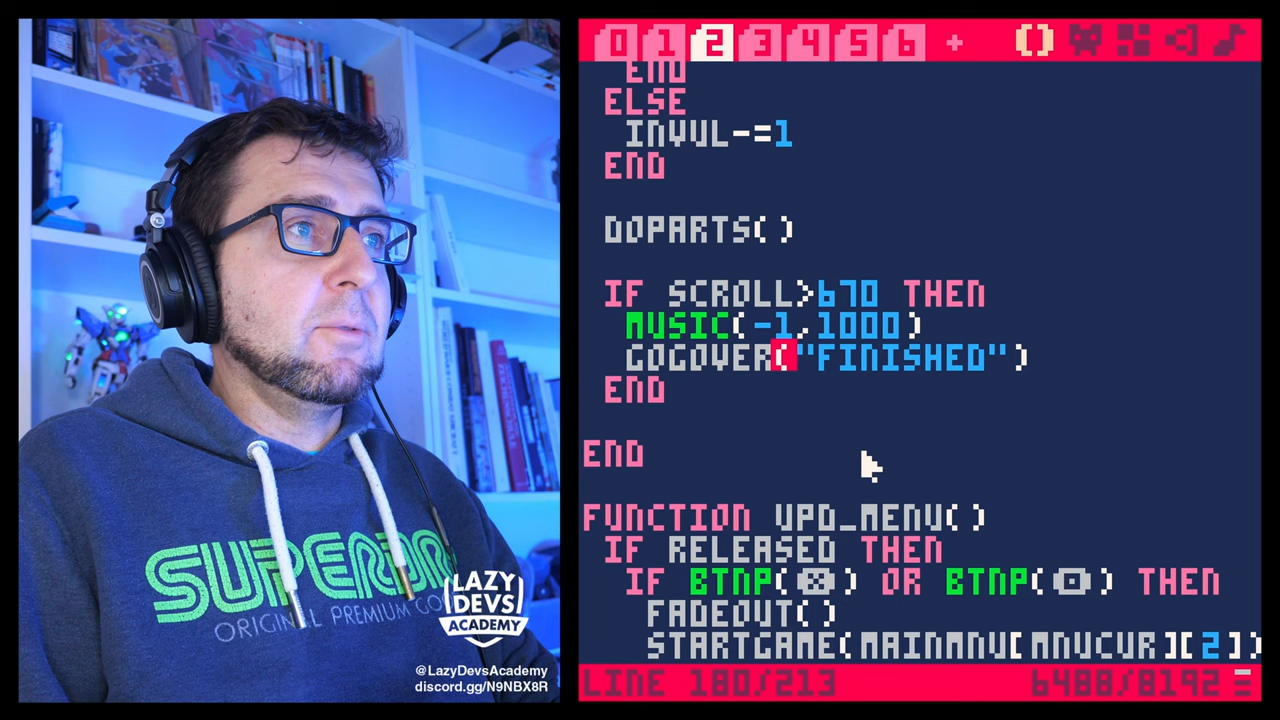 SUPERDRY
ORIGINAL PREMIUM CO
LAZY
DEVS
ACADEMY
@LazyDevsAcademy
discord.gg/N9NBX8R
0 1 2 3 4 5 6 + ()
END
ELSE
INVUL-=1
END
DOPARTS()
IF SCROLL>670 THEN
MUSIC(-1,1000)
GOGOVER("FINISHED")
END
END
FUNCTION UPD_MENU()
IF RELEASED THEN
IF BTNP(❎) OR BTNP(🅾️) THEN
FADEOUT()
STARTGAME(MAINMNU[MNUCUR][2])
LINE 180/213
6488/8192